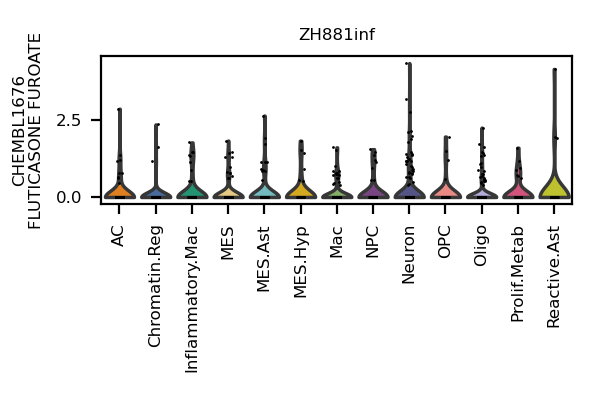 ZH881inf
CHEMBL1676
FLUTICASONE FUROATE
2.5
0.0
AC
Chromatin.Reg
Inflammatory.Mac
MES
MES.Ast
MES.Hyp
Mac
NPC
Neuron
OPC
Oligo
Prolif.Metab
Reactive.Ast